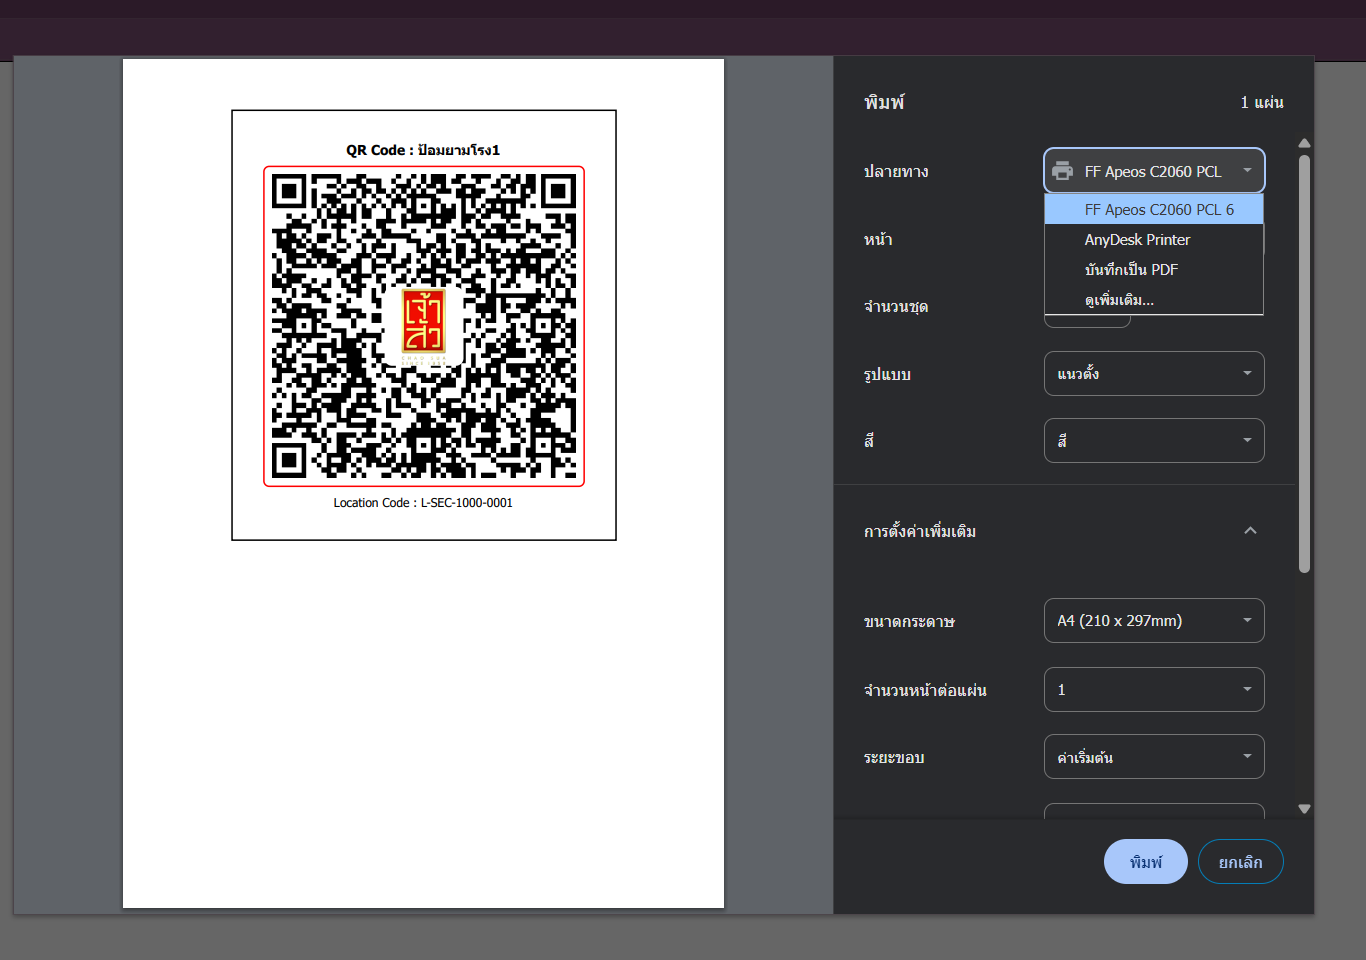 QR Code : ป้อมยามโรง1
เจ้า
สัว
CHAO SUA
Location Code : L-SEC-1000-0001
พิมพ์
1 แผ่น
ปลายทาง
FF Apeos C2060 PCL
FF Apeos C2060 PCL 6
AnyDesk Printer
บันทึกเป็น PDF
ดูเพิ่มเติม...
หน้า
จำนวนชุด
รูปแบบ
แนวตั้ง
สี
สี
การตั้งค่าเพิ่มเติม
ขนาดกระดาษ
A4 (210 x 297mm)
จำนวนหน้าต่อแผ่น
1
ระยะขอบ
ค่าเริ่มต้น
พิมพ์
ยกเลิก